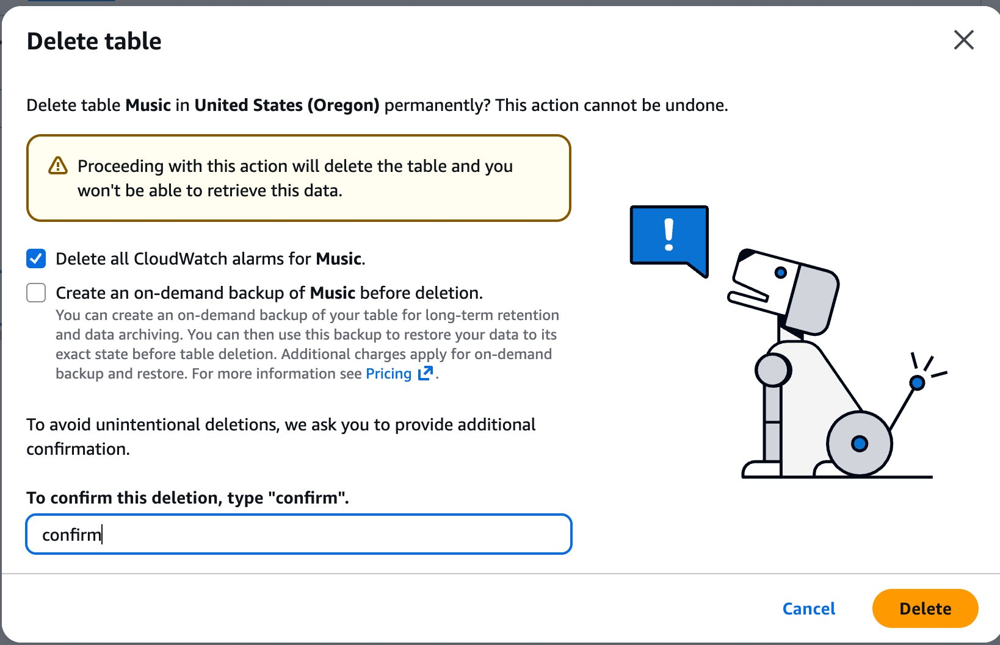 Delete table
Delete table Music in United States (Oregon) permanently? This action cannot be undone.
Proceeding with this action will delete the table and you
won't be able to retrieve this data.
Delete all CloudWatch alarms for Music.
Create an on-demand backup of Music before deletion.
You can create an on-demand backup of your table for long-term retention
and data archiving. You can then use this backup to restore your data to its
exact state before table deletion. Additional charges apply for on-demand
backup and restore. For more information see Pricing.
!
To avoid unintentional deletions, we ask you to provide additional
confirmation.
To confirm this deletion, type "confirm".
confirm
Cancel
Delete